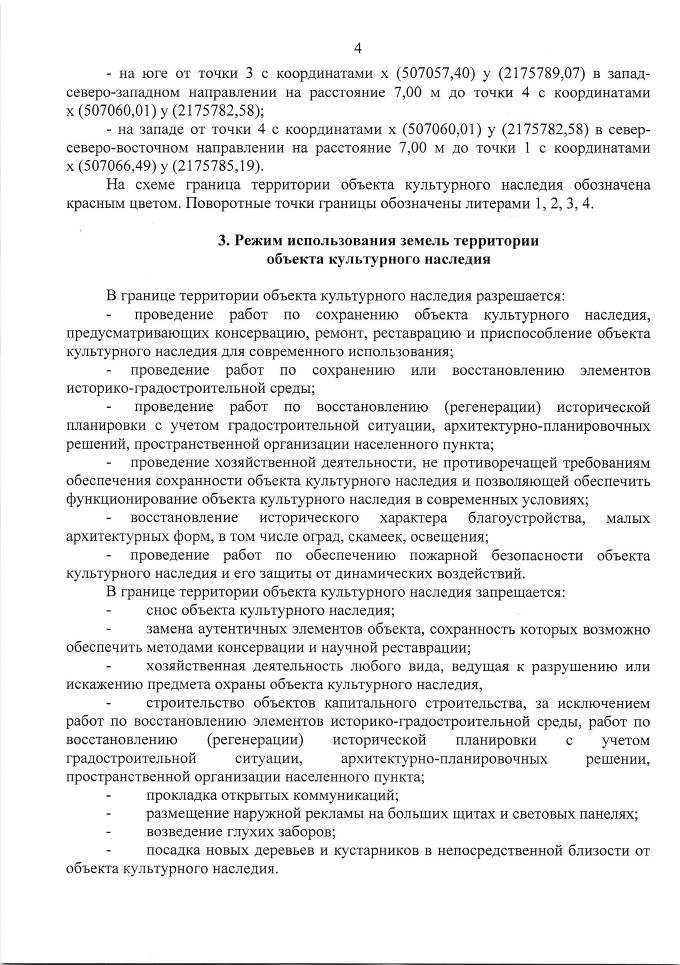 4
- на юге от точки 3 с координатами x (507057,40) y (2175789,07) в запад-
северо-западном направлении на расстояние 7,00 м до точки 4 с координатами
x (507060,01) y (2175782,58);
- на западе от точки 4 с координатами x (507060,01) y (2175782,58) в север-
северо-восточном направлении на расстояние 7,00 м до точки 1 с координатами
x (507066,49) y (2175785,19).
На схеме граница территории объекта культурного наследия обозначена
красным цветом. Поворотные точки границы обозначены литерами 1, 2, 3, 4.
3. Режим использования земель территории
объекта культурного наследия
В границе территории объекта культурного наследия разрешается:
- проведение работ по сохранению объекта культурного наследия,
предусматривающих консервацию, ремонт, реставрацию и приспособление объекта
культурного наследия для современного использования;
- проведение работ по сохранению или восстановлению элементов
историко-градостроительной среды;
- проведение работ по восстановлению (регенерации) исторической
планировки с учетом градостроительной ситуации, архитектурно-планировочных
решений, пространственной организации населенного пункта;
- проведение хозяйственной деятельности, не противоречащей требованиям
обеспечения сохранности объекта культурного наследия и позволяющей обеспечить
функционирование объекта культурного наследия в современных условиях;
- восстановление исторического характера благоустройства, малых
архитектурных форм, в том числе оград, скамеек, освещения;
- проведение работ по обеспечению пожарной безопасности объекта
культурного наследия и его защиты от динамических воздействий.
В границе территории объекта культурного наследия запрещается:
- снос объекта культурного наследия;
- замена аутентичных элементов объекта, сохранность которых возможно
обеспечить методами консервации и научной реставрации;
- хозяйственная деятельность любого вида, ведущая к разрушению или
искажению предмета охраны объекта культурного наследия,
- строительство объектов капитального строительства, за исключением
работ по восстановлению элементов историко-градостроительной среды, работ по
восстановлению (регенерации) исторической планировки с учетом
градостроительной ситуации, архитектурно-планировочных решении,
пространственной организации населенного пункта;
- прокладка открытых коммуникаций;
- размещение наружной рекламы на больших щитах и световых панелях;
- возведение глухих заборов;
- посадка новых деревьев и кустарников в непосредственной близости от
объекта культурного наследия.